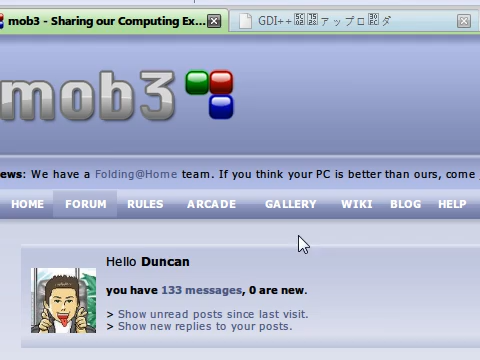 mob3 - Sharing our Computing Ex...
GDI++ アップロ ダ
mob3
ews: We have a Folding@Home team. If you think your PC is better than ours, come
HOME FORUM RULES ARCADE GALLERY WIKI BLOG HELP
Hello Duncan
you have 133 messages, 0 are new.
> Show unread posts since last visit.
> Show new replies to your posts.